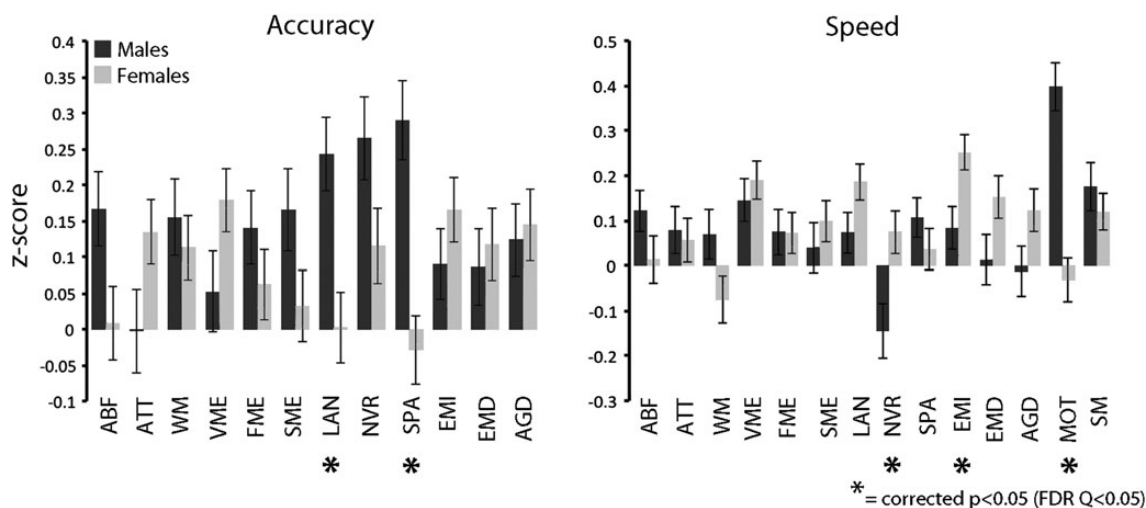 Accuracy
Males
Females
z-score
0.4
0.35
0.3
0.25
0.2
0.15
0.1
0.05
0
-0.05
-0.1
ABF
ATT
WM
VME
FME
SME
LAN
NVR
SPA
EMI
EMD
AGD
* *
Speed
0.5
0.4
0.3
0.2
0.1
0
-0.1
-0.2
-0.3
ABF
ATT
WM
VME
FME
SME
LAN
NVR
SPA
EMI
EMD
AGD
MOT
SM
* * *
*= corrected p<0.05 (FDR Q<0.05)